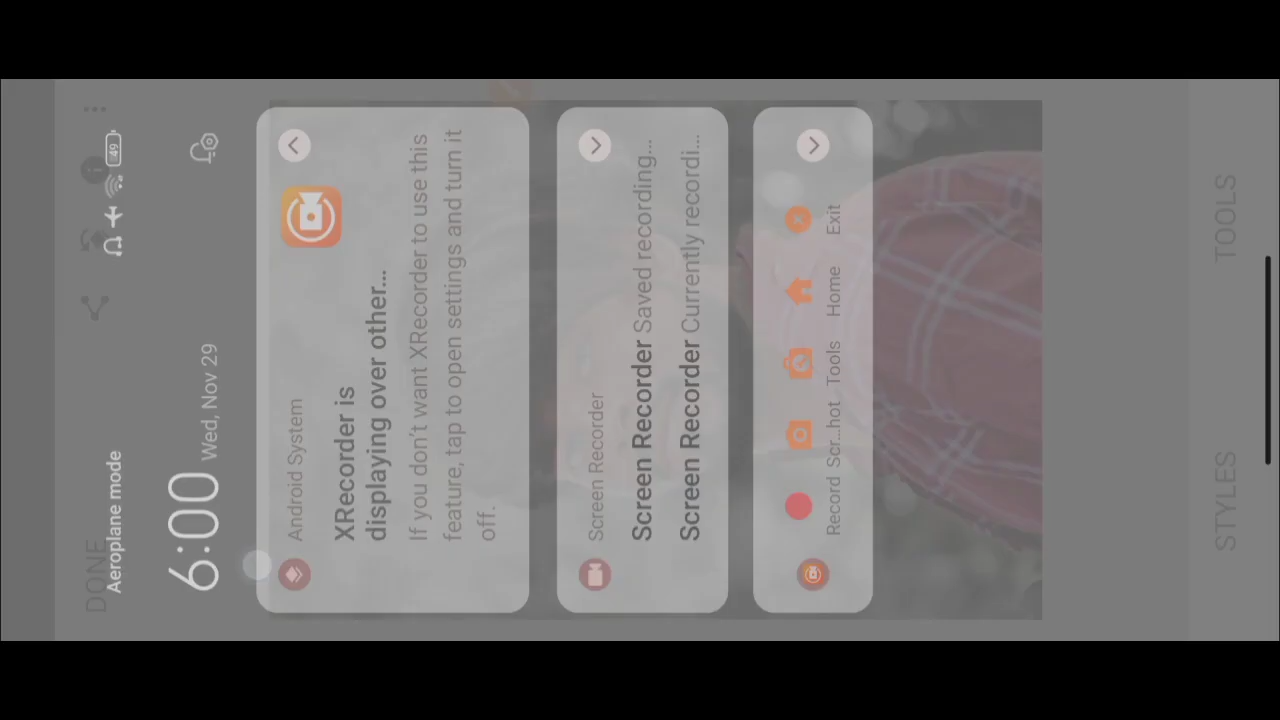 Aeroplane mode
49
DONE
6:00 Wed, Nov 29
Android System
XRecorder is
displaying over other...
If you don't want XRecorder to use this
feature, tap to open settings and turn it
off.
Screen Recorder
Screen Recorder Saved recording...
Screen Recorder Currently recordi...
Record Scr...hot Tools Home Exit
STYLES TOOLS